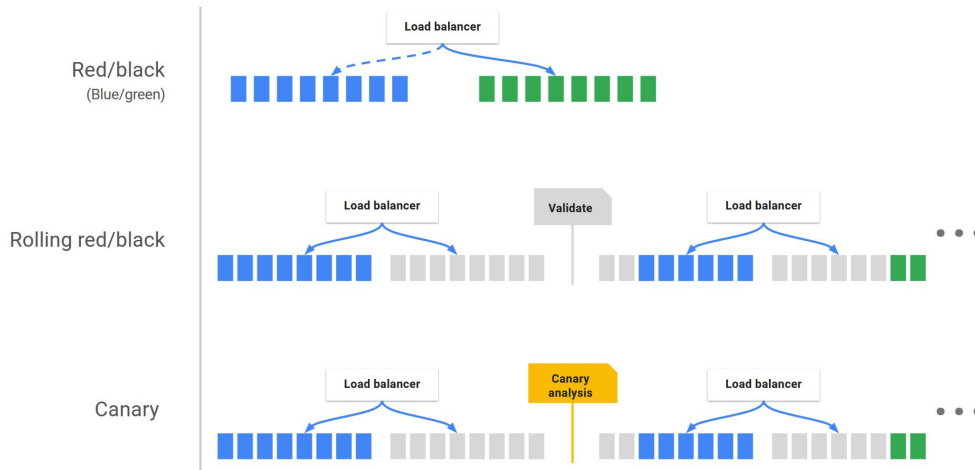 Load balancer
Red/black
(Blue/green)
Load balancer
Validate
Load balancer
Rolling red/black
Load balancer
Canary
analysis
Load balancer
Canary